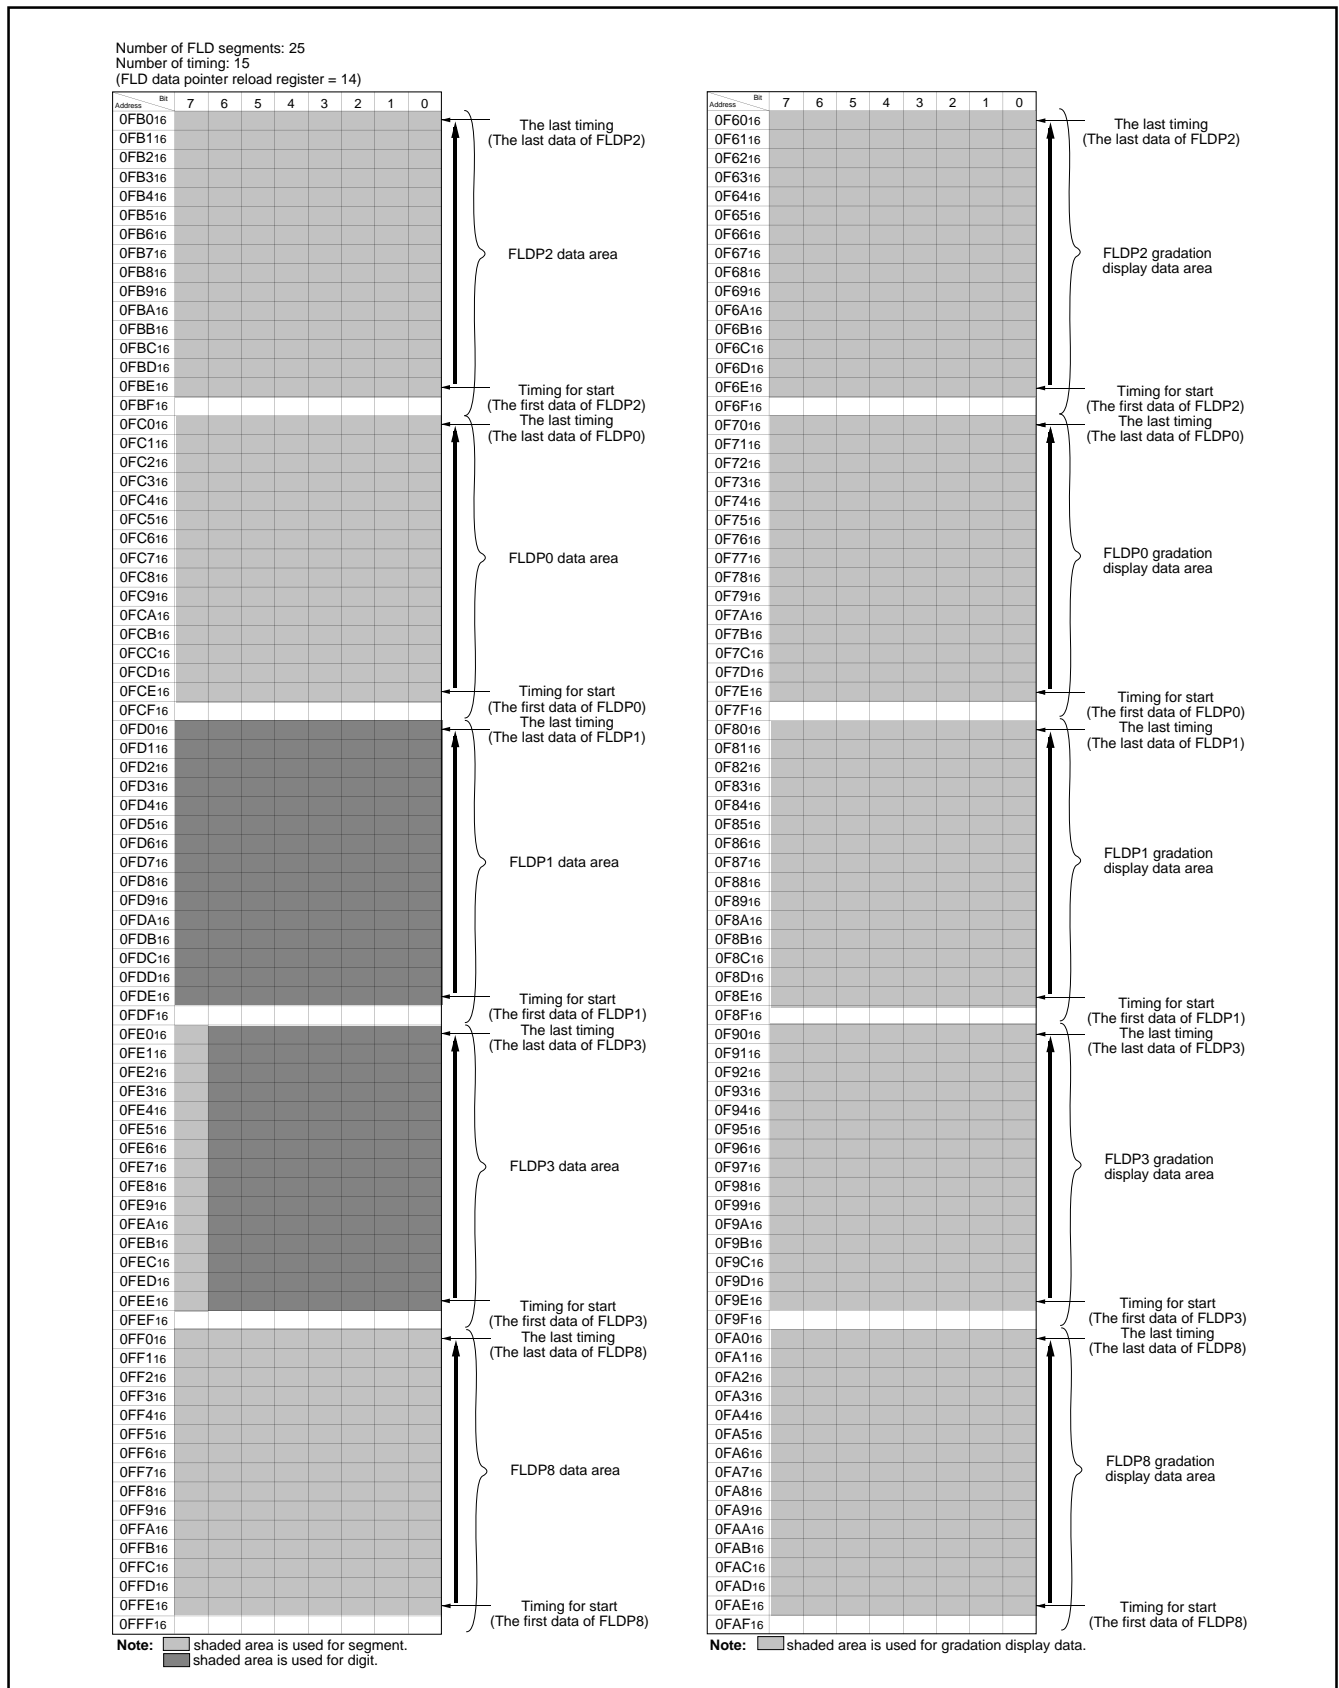 Number of FLD segments: 25
Number of timing: 15
(FLD data pointer reload register = 14)
Bit
Address 7 6 5 4 3 2 1 0
0FB016
0FB116
0FB216
0FB316
0FB416
0FB516
0FB616
0FB716
0FB816
0FB916
0FBA16
0FBB16
0FBC16
0FBD16
0FBE16
0FBF16
0FC016
0FC116
0FC216
0FC316
0FC416
0FC516
0FC616
0FC716
0FC816
0FC916
0FCA16
0FCB16
0FCC16
0FCD16
0FCE16
0FCF16
0FD016
0FD116
0FD216
0FD316
0FD416
0FD516
0FD616
0FD716
0FD816
0FD916
0FDA16
0FDB16
0FDC16
0FDD16
0FDE16
0FDF16
0FE016
0FE116
0FE216
0FE316
0FE416
0FE516
0FE616
0FE716
0FE816
0FE916
0FEA16
0FEB16
0FEC16
0FED16
0FEE16
0FEF16
0FF016
0FF116
0FF216
0FF316
0FF416
0FF516
0FF616
0FF716
0FF816
0FF916
0FFA16
0FFB16
0FFC16
0FFD16
0FFE16
0FFF16
The last timing
(The last data of FLDP2)
FLDP2 data area
Timing for start
(The first data of FLDP2)
The last timing
(The last data of FLDP0)
FLDP0 data area
Timing for start
(The first data of FLDP0)
The last timing
(The last data of FLDP1)
FLDP1 data area
Timing for start
(The first data of FLDP1)
The last timing
(The last data of FLDP3)
FLDP3 data area
Timing for start
(The first data of FLDP3)
The last timing
(The last data of FLDP8)
FLDP8 data area
Timing for start
(The first data of FLDP8)
Note: shaded area is used for segment.
shaded area is used for digit.
Bit
Address 7 6 5 4 3 2 1 0
0F6016
0F6116
0F6216
0F6316
0F6416
0F6516
0F6616
0F6716
0F6816
0F6916
0F6A16
0F6B16
0F6C16
0F6D16
0F6E16
0F6F16
0F7016
0F7116
0F7216
0F7316
0F7416
0F7516
0F7616
0F7716
0F7816
0F7916
0F7A16
0F7B16
0F7C16
0F7D16
0F7E16
0F7F16
0F8016
0F8116
0F8216
0F8316
0F8416
0F8516
0F8616
0F8716
0F8816
0F8916
0F8A16
0F8B16
0F8C16
0F8D16
0F8E16
0F8F16
0F9016
0F9116
0F9216
0F9316
0F9416
0F9516
0F9616
0F9716
0F9816
0F9916
0F9A16
0F9B16
0F9C16
0F9D16
0F9E16
0F9F16
0FA016
0FA116
0FA216
0FA316
0FA416
0FA516
0FA616
0FA716
0FA816
0FA916
0FAA16
0FAB16
0FAC16
0FAD16
0FAE16
0FAF16
The last timing
(The last data of FLDP2)
FLDP2 gradation
display data area
Timing for start
(The first data of FLDP2)
The last timing
(The last data of FLDP0)
FLDP0 gradation
display data area
Timing for start
(The first data of FLDP0)
The last timing
(The last data of FLDP1)
FLDP1 gradation
display data area
Timing for start
(The first data of FLDP1)
The last timing
(The last data of FLDP3)
FLDP3 gradation
display data area
Timing for start
(The first data of FLDP3)
The last timing
(The last data of FLDP8)
FLDP8 gradation
display data area
Timing for start
(The first data of FLDP8)
Note: shaded area is used for gradation display data.